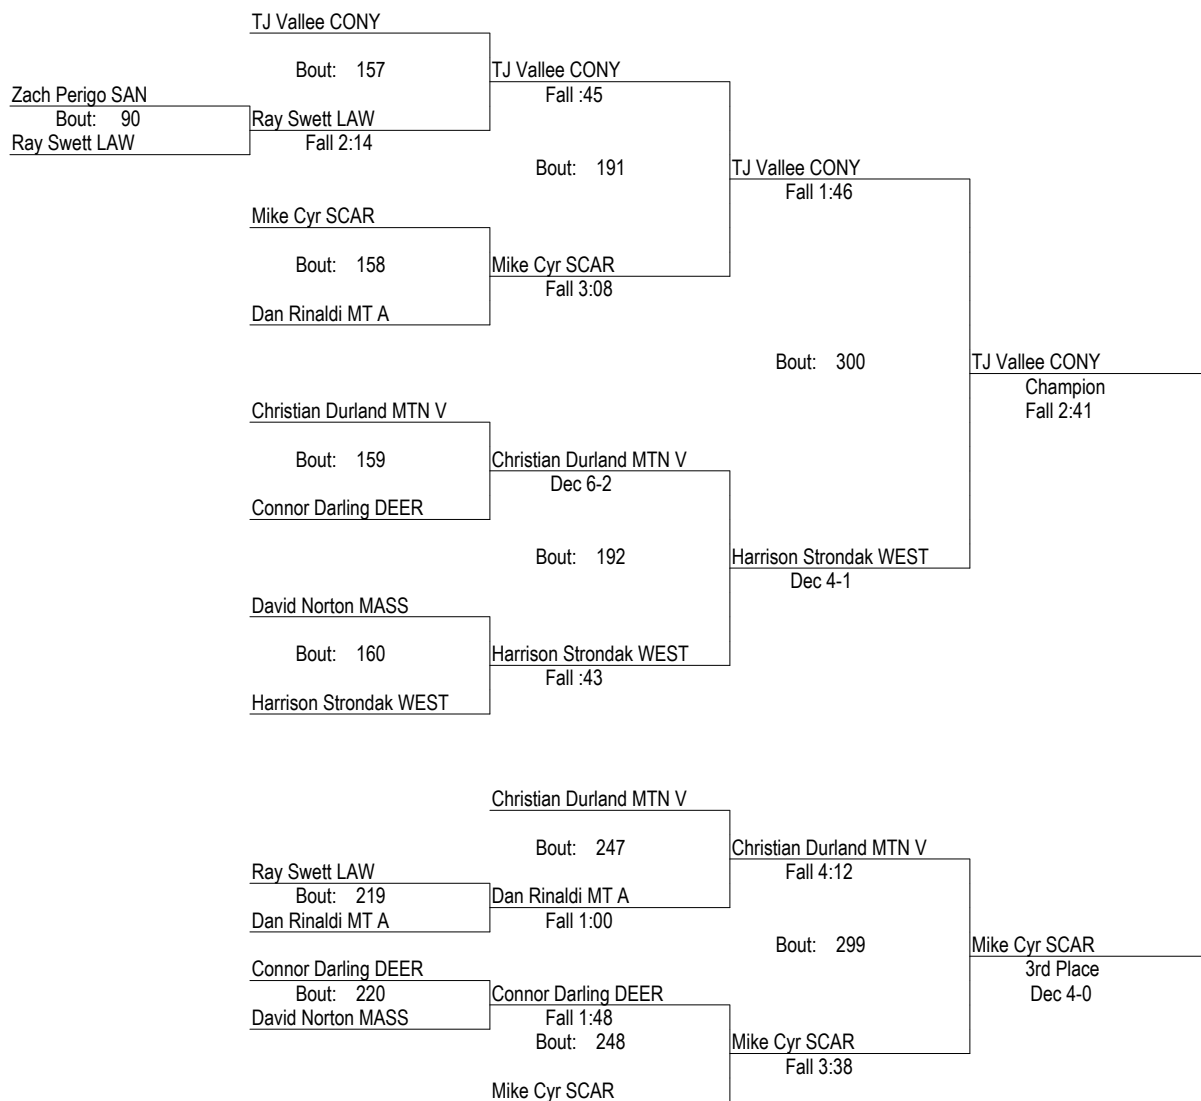 TJ Vallee CONY
Bout: 157
TJ Vallee CONY
Fall :45
Zach Perigo SAN
Bout: 90
Ray Swett LAW
Ray Swett LAW
Fall 2:14
Bout: 191
TJ Vallee CONY
Fall 1:46
Mike Cyr SCAR
Bout: 158
Mike Cyr SCAR
Fall 3:08
Dan Rinaldi MT A
Bout: 300
TJ Vallee CONY
Champion
Fall 2:41
Christian Durland MTN V
Bout: 159
Christian Durland MTN V
Dec 6-2
Connor Darling DEER
Bout: 192
Harrison Strondak WEST
Dec 4-1
David Norton MASS
Bout: 160
Harrison Strondak WEST
Fall :43
Harrison Strondak WEST
Christian Durland MTN V
Bout: 247
Christian Durland MTN V
Fall 4:12
Ray Swett LAW
Bout: 219
Dan Rinaldi MT A
Dan Rinaldi MT A
Fall 1:00
Bout: 299
Mike Cyr SCAR
3rd Place
Dec 4-0
Connor Darling DEER
Bout: 220
David Norton MASS
Connor Darling DEER
Fall 1:48
Bout: 248
Mike Cyr SCAR
Fall 3:38
Mike Cyr SCAR